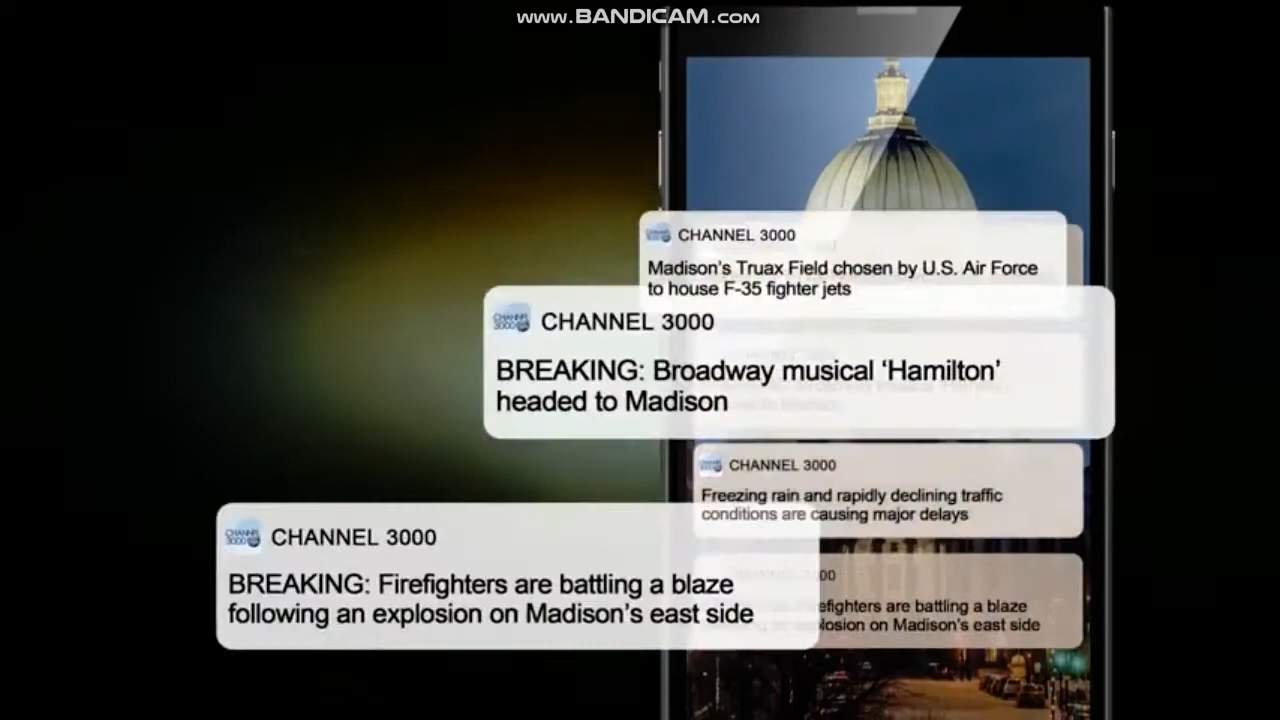 www.BANDICAM.com
CHANNEL 3000
Madison's Truax Field chosen by U.S. Air Force
to house F-35 fighter jets
CHANNEL 3000
BREAKING: Broadway musical ‘Hamilton’
headed to Madison
CHANNEL 3000
Freezing rain and rapidly declining traffic
conditions are causing major delays
CHANNEL 3000
BREAKING: Firefighters are battling a blaze
following an explosion on Madison's east side
efighters are battling a blaze
losion on Madison's east side